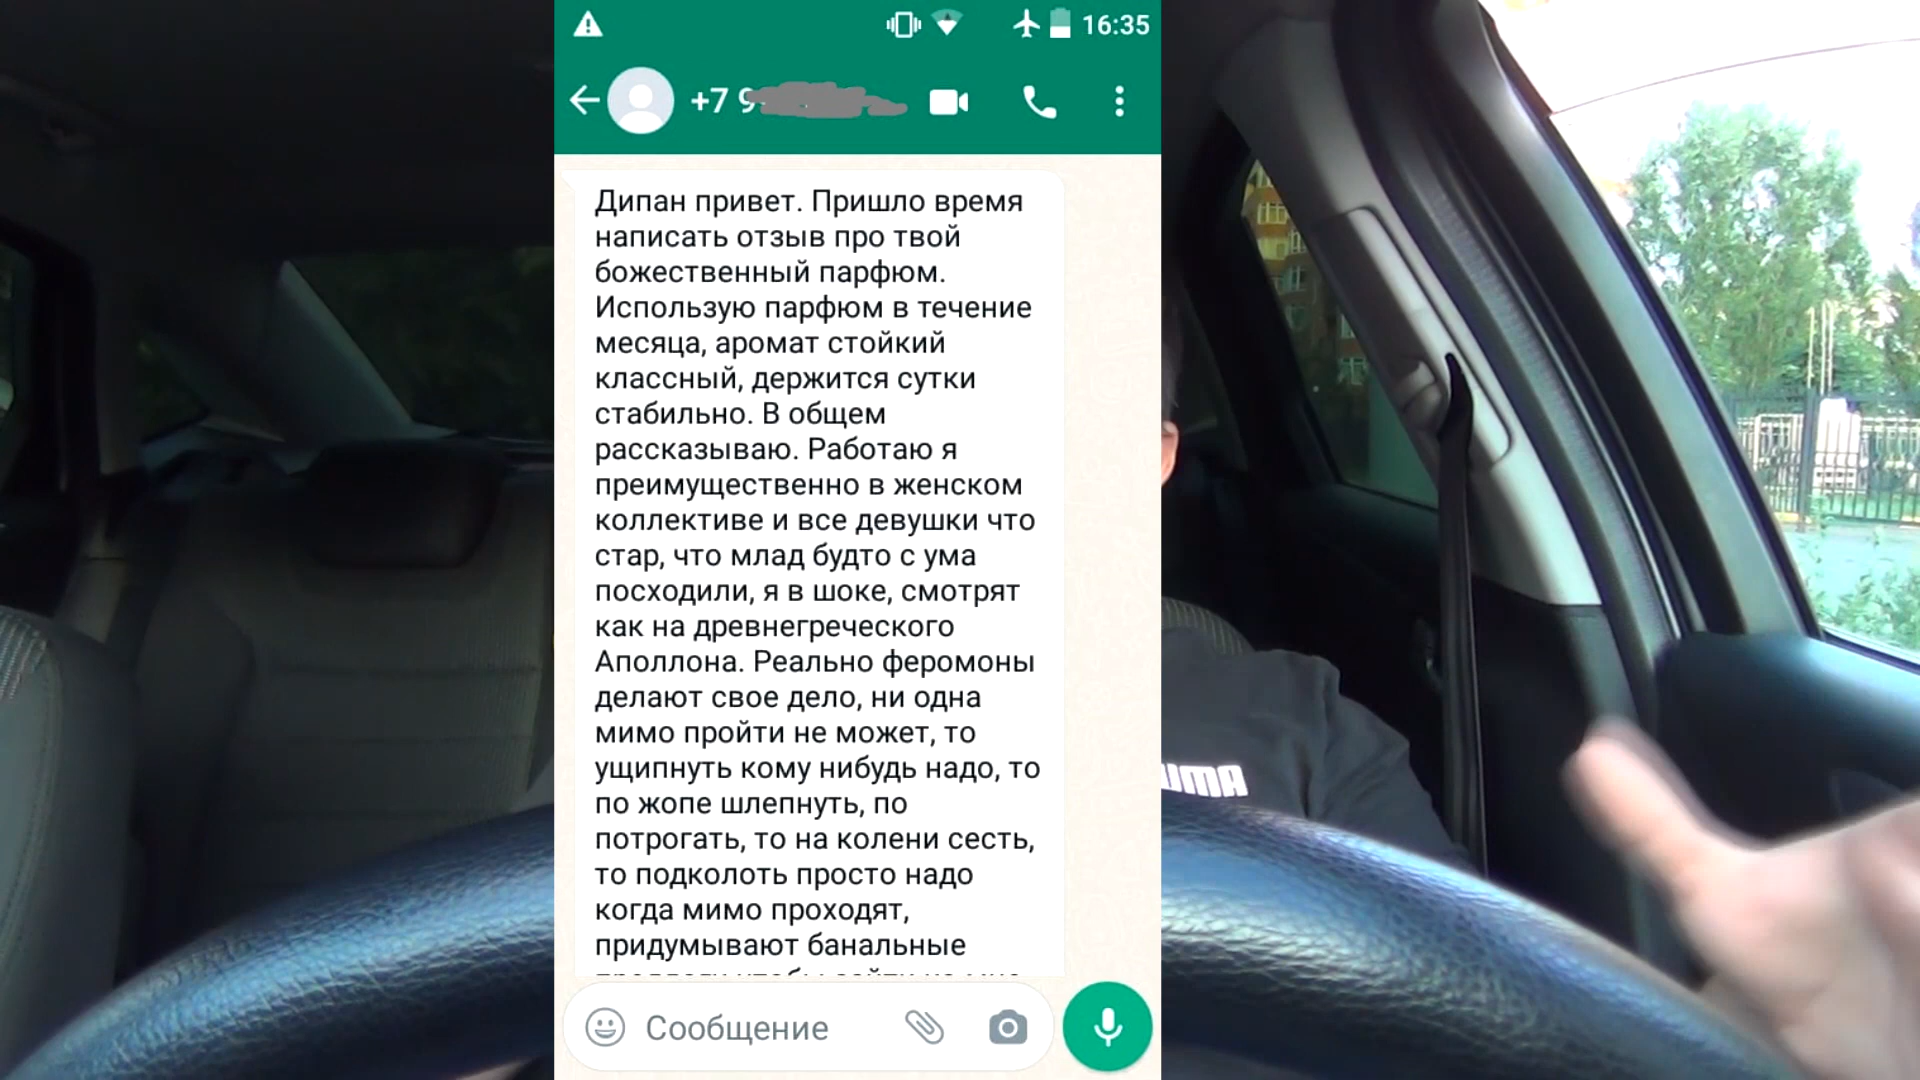 16:35
+7 9
Дипан привет. Пришло время
написать отзыв про твой
божественный парфюм.
Использую парфюм в течение
месяца, аромат стойкий
классный, держится сутки
стабильно. В общем
рассказываю. Работаю я
преимущественно в женском
коллективе и все девушки что
стар, что млад будто с ума
посходили, я в шоке, смотрят
как на древнегреческого
Аполлона. Реально феромоны
делают свое дело, ни одна
мимо пройти не может, то
ущипнуть кому нибудь надо, то
по жопе шлепнуть, по
потрогать, то на колени сесть,
то подколоть просто надо
когда мимо проходят,
придумывают банальные
Сообщение